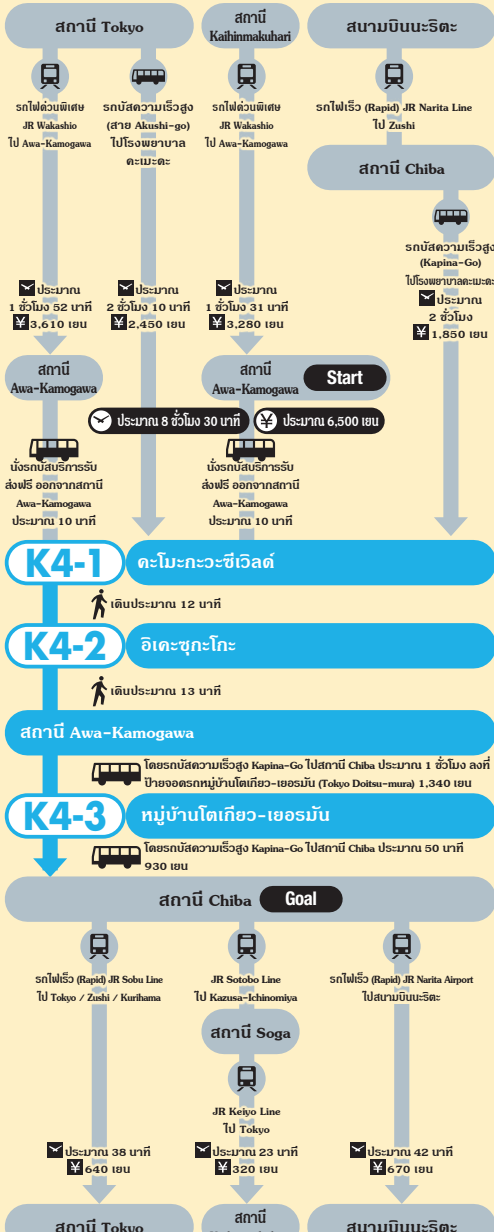 สถานี Tokyo
สถานี
Kaihinmakuhari
สนามบินนะริตะ
รถไฟด่วนพิเศษ
JR Wakashio
ไป Awa-Kamogawa
รถบัสความเร็วสูง
(สาย Akushi-go)
ไปโรงพยาบาล
คะเมะดะ
รถไฟด่วนพิเศษ
JR Wakashio
ไป Awa-Kamogawa
รถไฟเร็ว (Rapid) JR Narita Line
ไป Zushi
สถานี Chiba
รถบัสความเร็วสูง
(Kapina-Go)
ไปโรงพยาบาลคะเมะดะ
ประมาณ
2 ชั่วโมง
¥ 1,850 เยน
ประมาณ
1 ชั่วโมง 52 นาที
¥ 3,610 เยน
ประมาณ
2 ชั่วโมง 10 นาที
¥ 2,450 เยน
ประมาณ
1 ชั่วโมง 31 นาที
¥ 3,280 เยน
สถานี
Awa-Kamogawa
สถานี
Awa-Kamogawa
Start
ประมาณ 8 ชั่วโมง 30 นาที
¥ ประมาณ 6,500 เยน
นั่งรถบัสบริการรับ
ส่งฟรี ออกจากสถานี
Awa-Kamogawa
ประมาณ 10 นาที
นั่งรถบัสบริการรับ
ส่งฟรี ออกจากสถานี
Awa-Kamogawa
ประมาณ 10 นาที
K4-1 คะโมะกะวะซีเวิลด์
เดินประมาณ 12 นาที
K4-2 อิเคะซุกะโกะ
เดินประมาณ 13 นาที
สถานี Awa-Kamogawa
โดยรถบัสความเร็วสูง Kapina-Go ไปสถานี Chiba ประมาณ 1 ชั่วโมง ลงที่
ป้ายจอดรถหมู่บ้านโตเกียว-เยอรมัน (Tokyo Doitsu-mura) 1,340 เยน
K4-3 หมู่บ้านโตเกียว-เยอรมัน
โดยรถบัสความเร็วสูง Kapina-Go ไปสถานี Chiba ประมาณ 50 นาที
930 เยน
สถานี Chiba Goal
รถไฟเร็ว (Rapid) JR Sobu Line
ไป Tokyo / Zushi / Kurihama
JR Sotobo Line
ไป Kazusa-Ichinomiya
รถไฟเร็ว (Rapid) JR Narita Airport
ไปสนามบินนะริตะ
สถานี Soga
JR Keiyo Line
ไป Tokyo
ประมาณ 38 นาที
¥ 640 เยน
ประมาณ 23 นาที
¥ 320 เยน
ประมาณ 42 นาที
¥ 670 เยน
สถานี Tokyo
สถานี
สนามบินนะริตะ